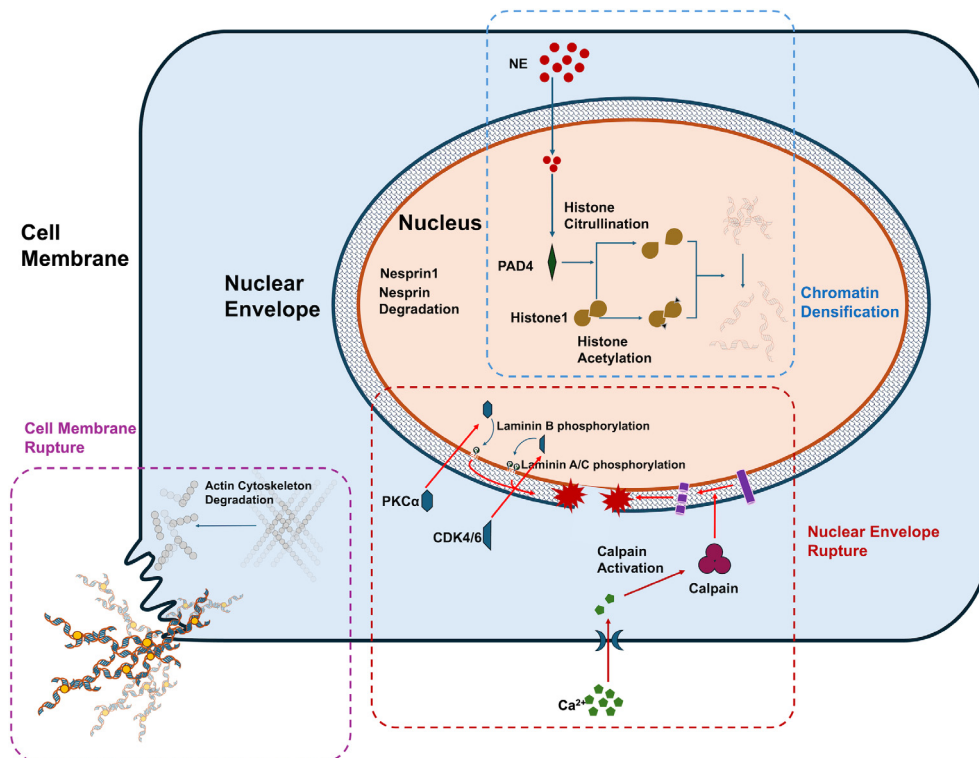 NE
Cell
Membrane
Nuclear
Envelope
Nucleus
Nesprin1
Nesprin
Degradation
Histone
Citrullination
PAD4
Histone1
Histone
Acetylation
Chromatin
Densification
Cell Membrane
Rupture
Actin Cytoskeleton
Degradation
Laminin B phosphorylation
P
Laminin A/C phosphorylation
P
P
PKCα
CDK4/6
Calpain
Activation
Calpain
Nuclear Envelope
Rupture
Ca²⁺